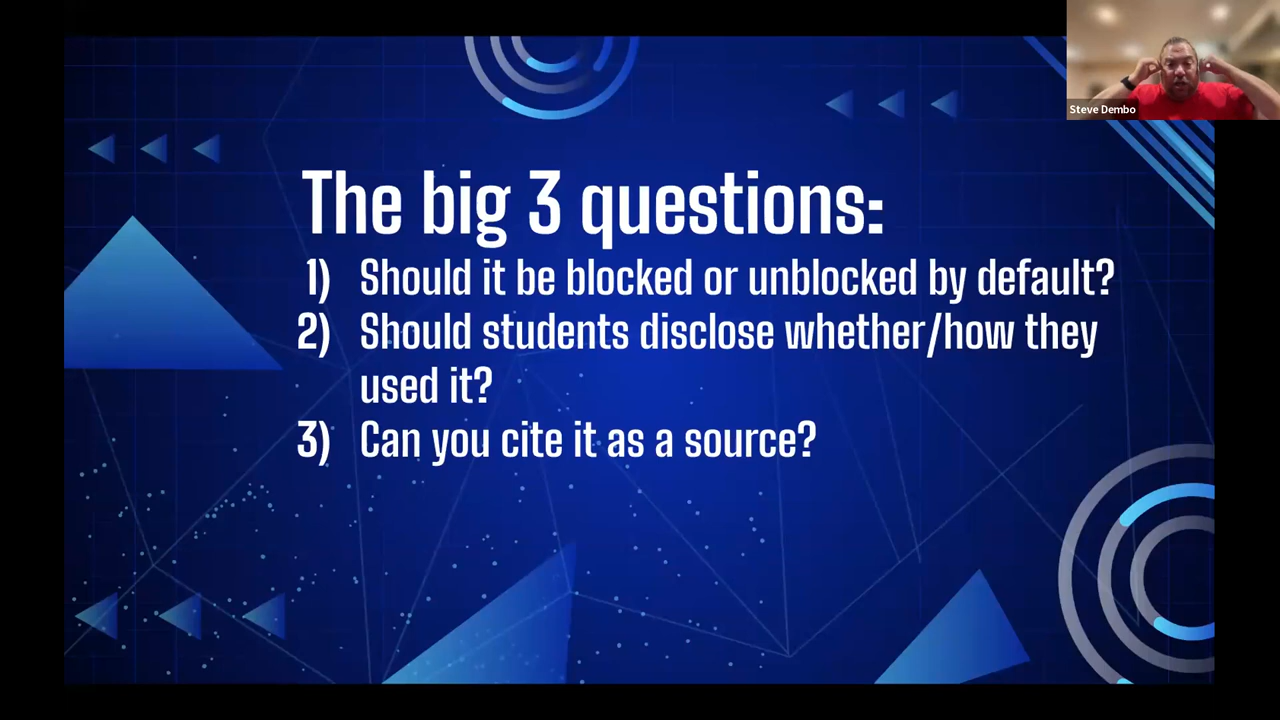 Steve Dembo
The big 3 questions:
1) Should it be blocked or unblocked by default?
2) Should students disclose whether/how they
used it?
3) Can you cite it as a source?